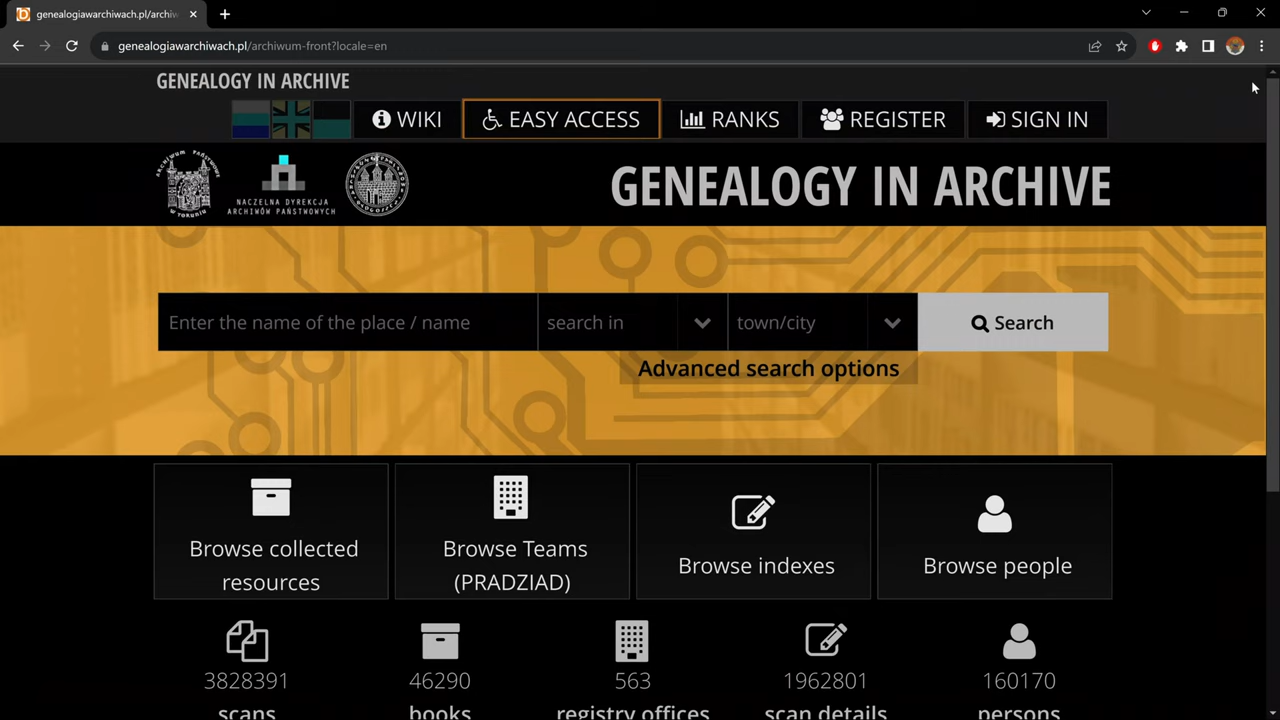 genealogiawarchiwach.pl/archiw
genealogiawarchiwach.pl/archiwum-front?locale=en
GENEALOGY IN ARCHIVE
WIKI
EASY ACCESS
RANKS
REGISTER
SIGN IN
NACZELNA DYREKCJA
ARCHIWÓW PAŃSTWOWYCH
GENEALOGY IN ARCHIVE
Enter the name of the place / name
search in
town/city
Search
Advanced search options
Browse collected
resources
Browse Teams
(PRADZIAD)
Browse indexes
Browse people
3828391
scans
46290
books
563
registry offices
1962801
scan details
160170
persons